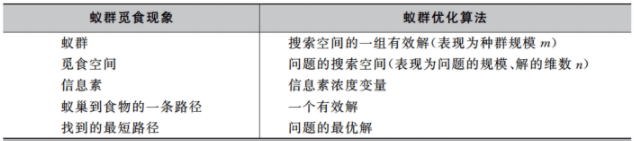 蚁群觅食现象 蚁群优化算法
蚁群 搜索空间的一组有效解(表现为种群规模 m)
觅食空间 问题的搜索空间(表现为问题的规模、解的维数 n)
信息素 信息素浓度变量
蚁巢到食物的一条路径 一个有效解
找到的最短路径 问题的最优解